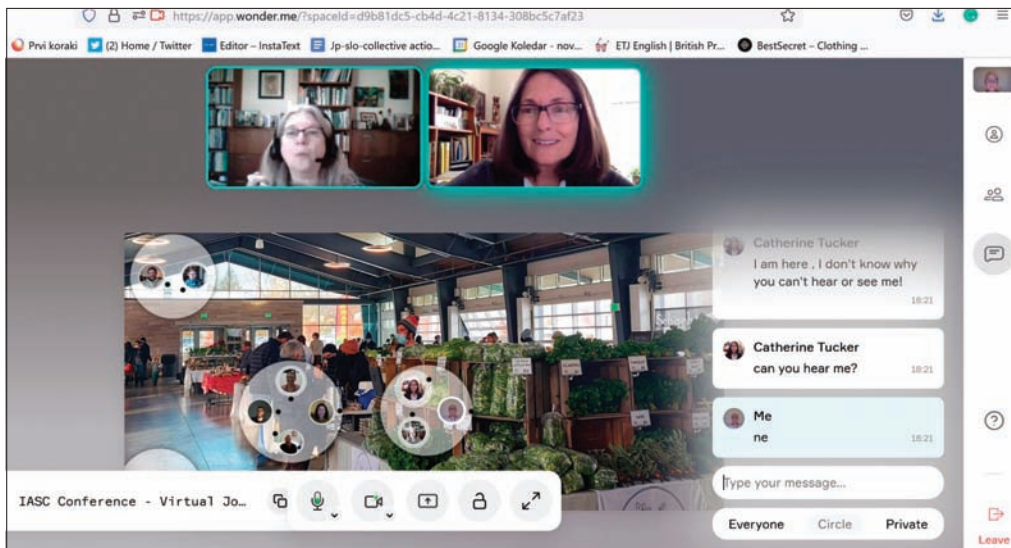 https://app.wonder.me/?spaceId=d9b81dc5-cb4d-4c21-8134-308bc5c7af23
Prvi koraki (2) Home / Twitter Editor – InstaText Jp-slo-collective actio... Google Koledar - nov... ETJ English | British Pr... BestSecret – Clothing ...
Catherine Tucker
I am here , I don't know why
you can't hear or see me!
18:21
Catherine Tucker
can you hear me? 18:21
Me
ne 18:21
Type your message...
Everyone Circle Private
IASC Conference - Virtual Jo...
Leave